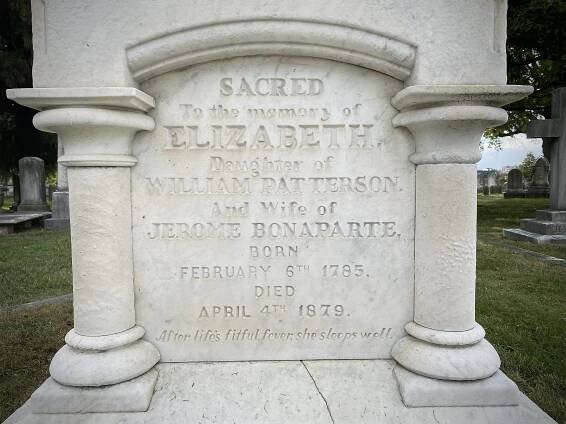 SACRED
To the memory of
ELIZABETH.
Daughter of
WILLIAM PATTERSON.
And Wife of
JEROME BONAPARTE.
BORN
FEBRUARY 6TH 1785.
DIED
APRIL 4TH 1879.
After life's fitful fever, she sleeps well.